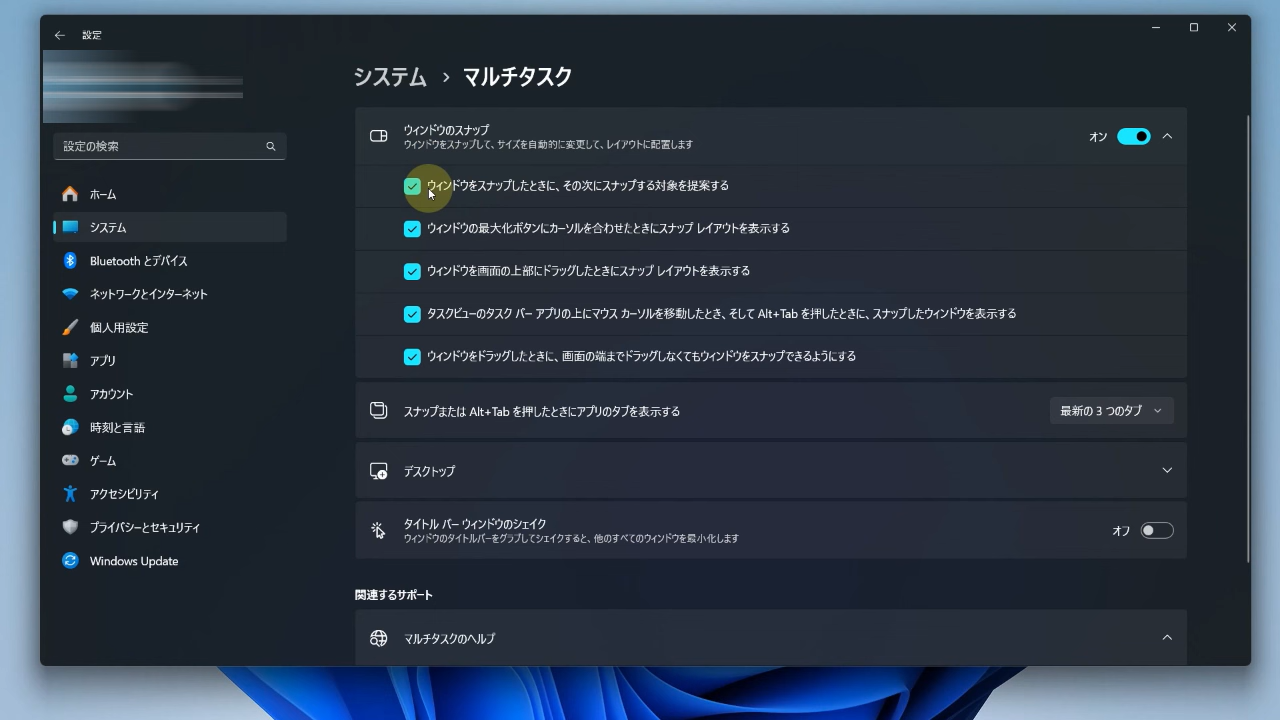 設定
設定の検索
ホーム
システム
Bluetooth とデバイス
ネットワークとインターネット
個人用設定
アプリ
アカウント
時刻と言語
ゲーム
アクセシビリティ
プライバシーとセキュリティ
Windows Update
システム › マルチタスク
ウィンドウのスナップ
ウィンドウをスナップして、サイズを自動的に変更して、レイアウトに配置します
オン
ウィンドウをスナップしたときに、その次にスナップする対象を提案する
ウィンドウの最大化ボタンにカーソルを合わせたときにスナップ レイアウトを表示する
ウィンドウを画面の上部にドラッグしたときにスナップ レイアウトを表示する
タスクビューのタスク バー アプリの上にマウス カーソルを移動したとき、そして Alt+Tab を押したときに、スナップしたウィンドウを表示する
ウィンドウをドラッグしたときに、画面の端までドラッグしなくてもウィンドウをスナップできるようにする
スナップまたは Alt+Tab を押したときにアプリのタブを表示する
最新の 3 つのタブ
デスクトップ
タイトル バー ウィンドウのシェイク
ウィンドウのタイトルバーをグラブしてシェイクすると、他のすべてのウィンドウを最小化します
オフ
関連するサポート
マルチタスクのヘルプ